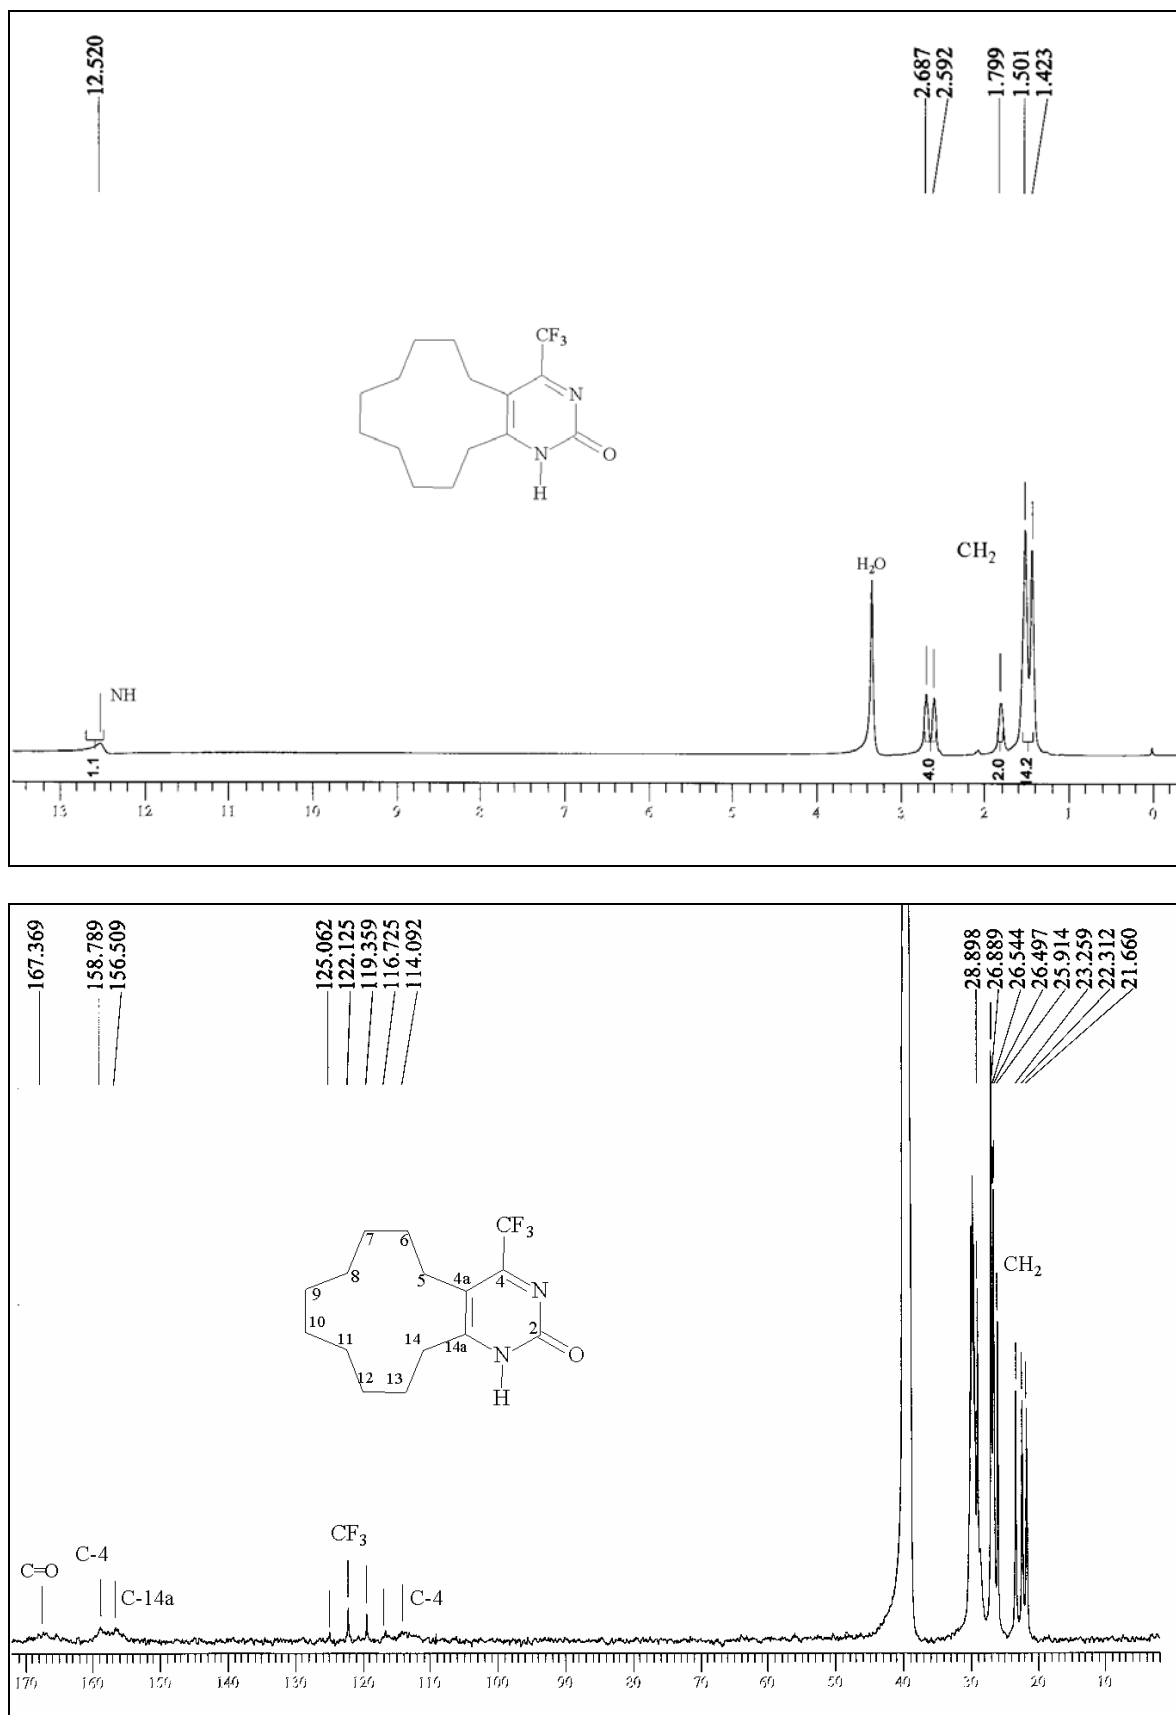 12.520
2.687
2.592
1.799
1.501
1.423
CF3
N
N
H
O
CH2
H2O
NH
1.1
4.0
2.0
14.2
13 12 11 10 9 8 7 6 5 4 3 2 1 0
167.369
158.789
156.509
125.062
122.125
119.359
116.725
114.092
28.898
26.889
26.544
26.497
25.914
23.259
22.312
21.660
CF3
7 6
8 5 4a 4 N
9
10 2
11 14 14a N O
12 13 H
CH2
CF3
C=O
C-4
C-14a
C-4
170 160 150 140 130 120 110 100 90 80 70 60 50 40 30 20 10